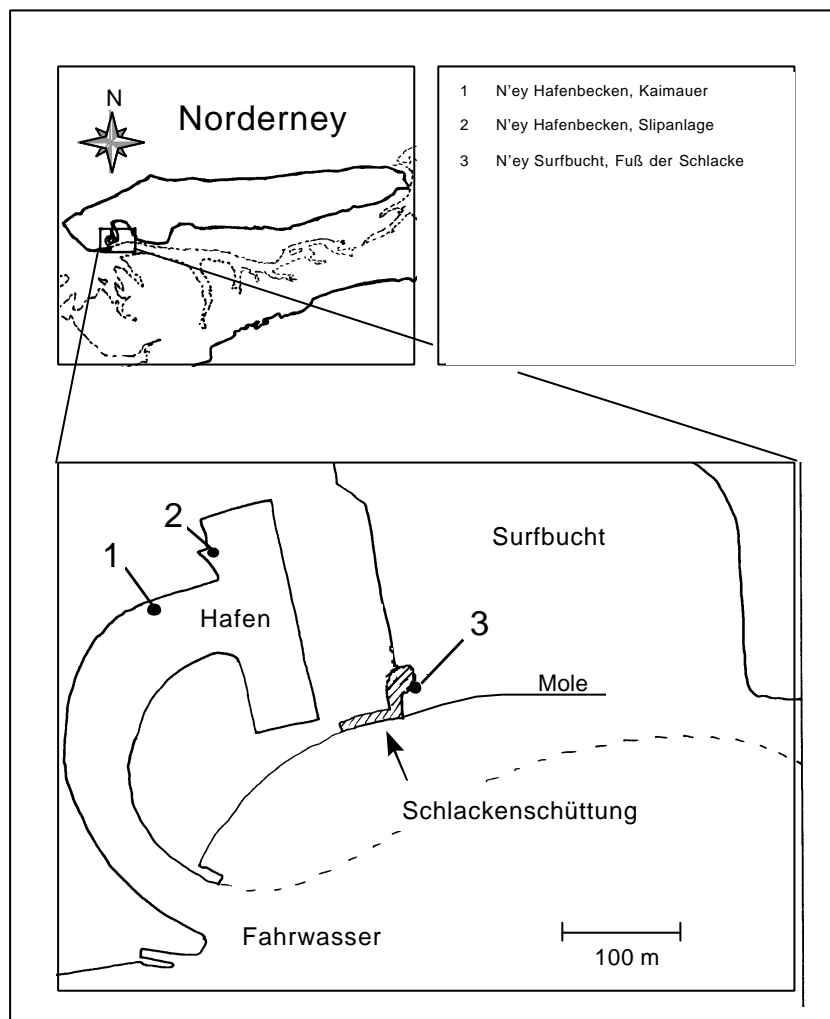 N
Norderney
1 N'ey Hafenbecken, Kaimauer
2 N'ey Hafenbecken, Slipanlage
3 N'ey Surfbucht, Fuß der Schlacke
2
Surfbucht
1
Hafen
3
Mole
Schlackenschüttung
Fahrwasser
100 m